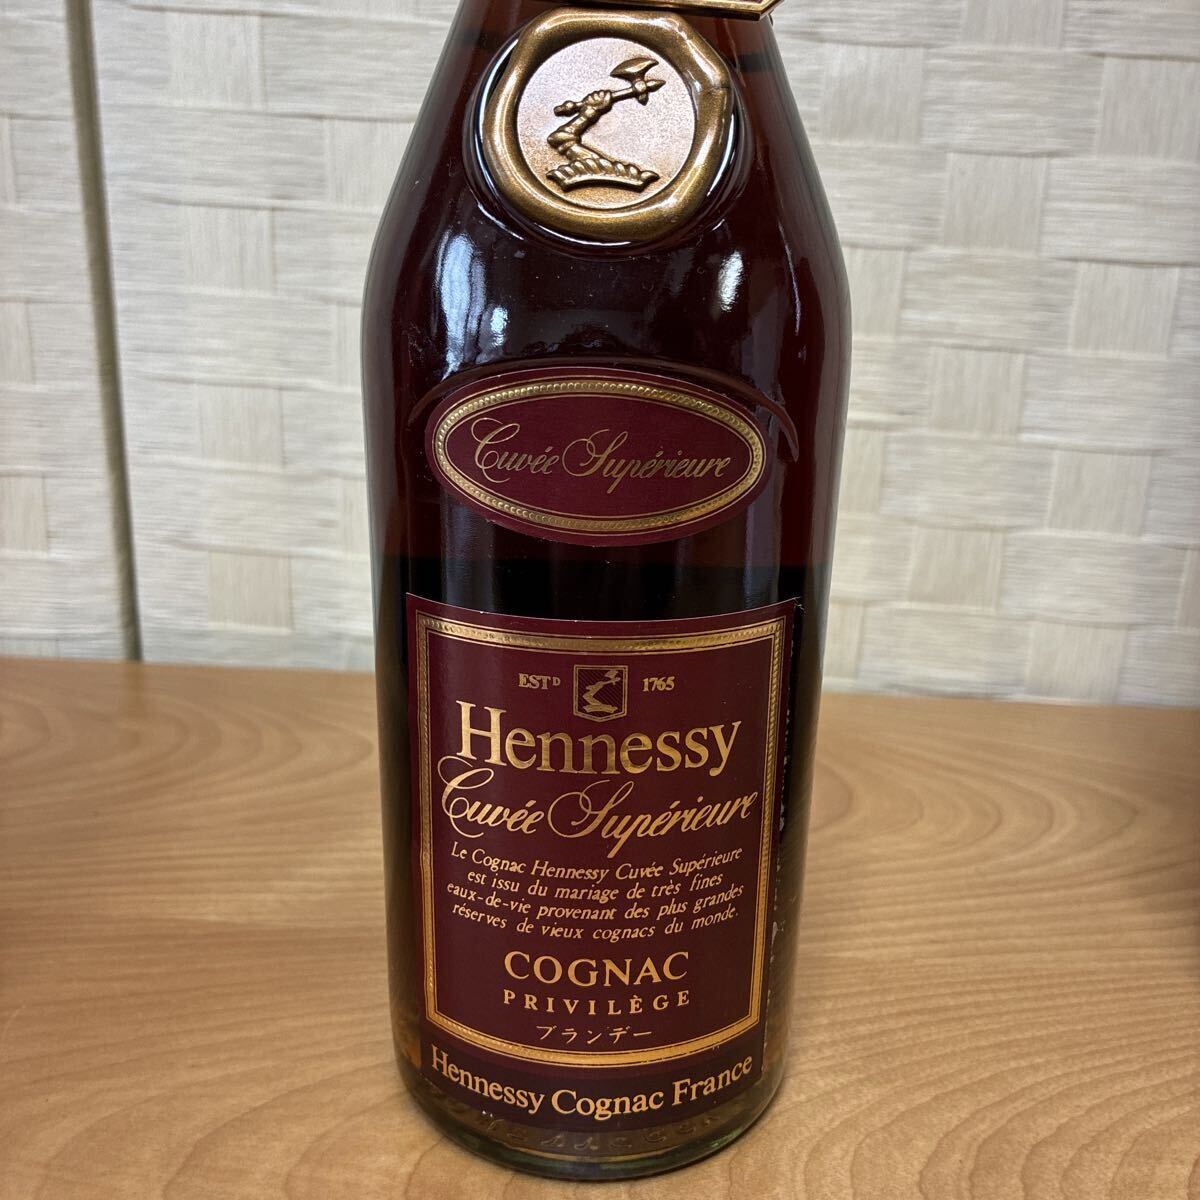 Cuvée Supérieure
ESTD 1765
Hennessy
Cuvée Supérieure
Le Cognac Hennessy Cuvée Supérieure
est issu du mariage de très fines
eaux-de-vie provenant des plus grandes
réserves de vieux cognacs du monde.
COGNAC
PRIVILÈGE
ブランデー
Hennessy Cognac France